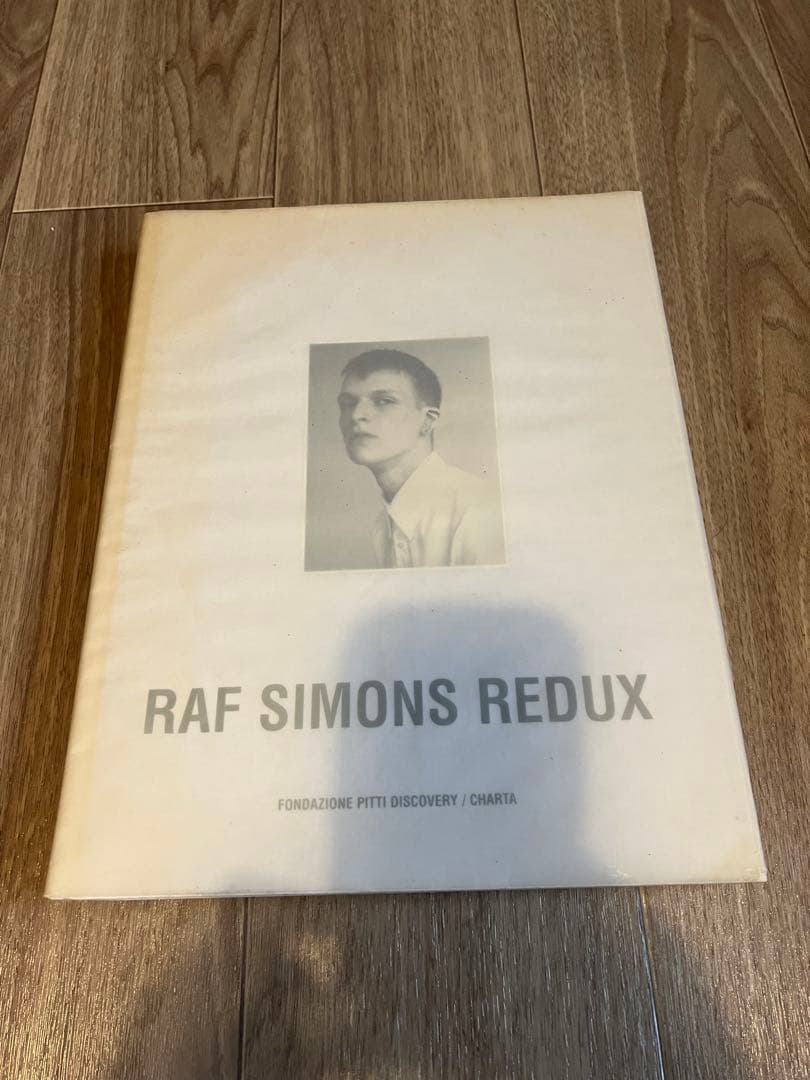 RAF SIMONS REDUX
FONDAZIONE PITTI DISCOVERY / CHARTA